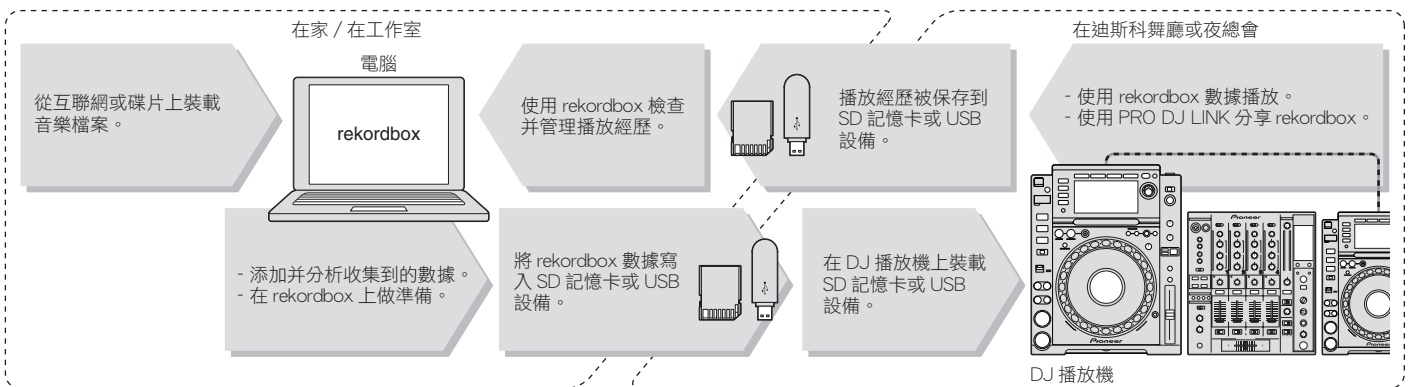 在家 / 在工作室
電腦
從互聯網或碟片上裝載
音樂檔案。
rekordbox
使用 rekordbox 檢查
并管理播放經歷。
播放經歷被保存到
SD 記憶卡或 USB
設備。
在迪斯科舞廳或夜總會
- 使用 rekordbox 數據播放。
- 使用 PRO DJ LINK 分享 rekordbox。
- 添加并分析收集到的數據。
- 在 rekordbox 上做準備。
將 rekordbox 數據寫
入 SD 記憶卡或 USB
設備。
在 DJ 播放機上裝載
SD 記憶卡或 USB
設備。
Pioneer
Pioneer
Pioneer
DJ 播放機